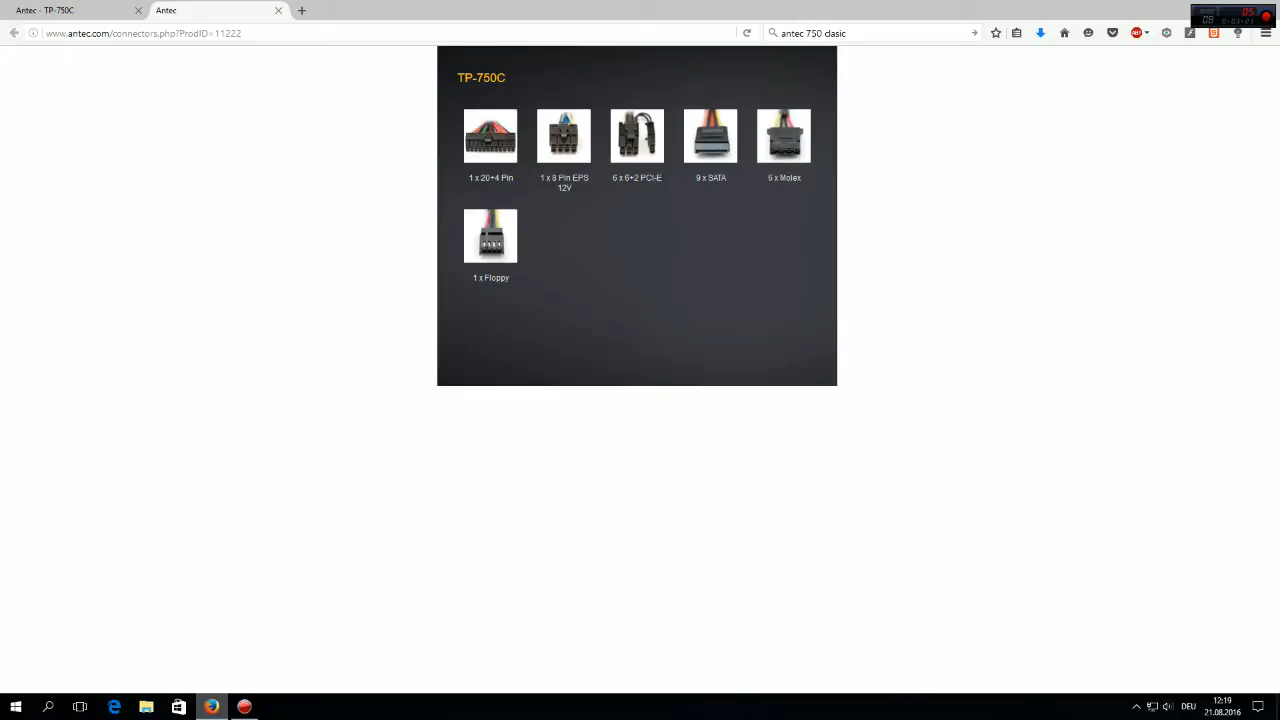 Antec - TP-750C
Antec
www.antec.com/connectors.php?ProdID=11222
antec 750 dasic
ABP
TP-750C
1 x 20+4 Pin
1 x 8 Pin EPS
12V
6 x 6+2 PCI-E
9 x SATA
6 x Molex
1 x Floppy
DEU
12:19
21.08.2016